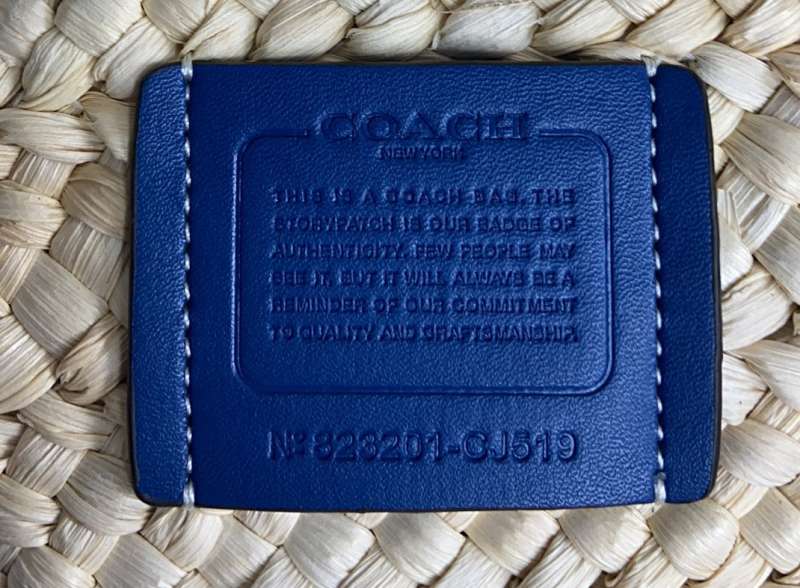 COACH
NEW YORK
THIS IS A COACH BAG. THE
STORYPATCH IS OUR BADGE OF
AUTHENTICITY. FEW PEOPLE MAY
SEE IT, BUT IT WILL ALWAYS BE A
REMINDER OF OUR COMMITMENT
TO QUALITY AND CRAFTSMANSHIP.
Nº 823201-CJ519